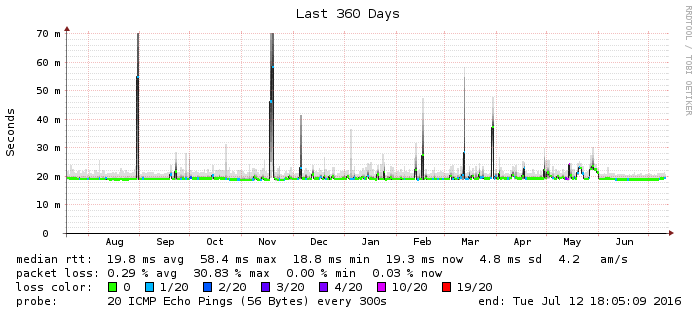 Last 360 Days
RRDTOOL / TOBI OETIKER
Seconds
70 m
60 m
50 m
40 m
30 m
20 m
10 m
0
Aug Sep Oct Nov Dec Jan Feb Mar Apr May Jun
median rtt: 19.8 ms avg 58.4 ms max 18.8 ms min 19.3 ms now 4.8 ms sd 4.2 am/s
packet loss: 0.29 % avg 30.83 % max 0.00 % min 0.03 % now
loss color: 0 1/20 2/20 3/20 4/20 10/20 19/20
probe: 20 ICMP Echo Pings (56 Bytes) every 300s end: Tue Jul 12 18:05:09 2016